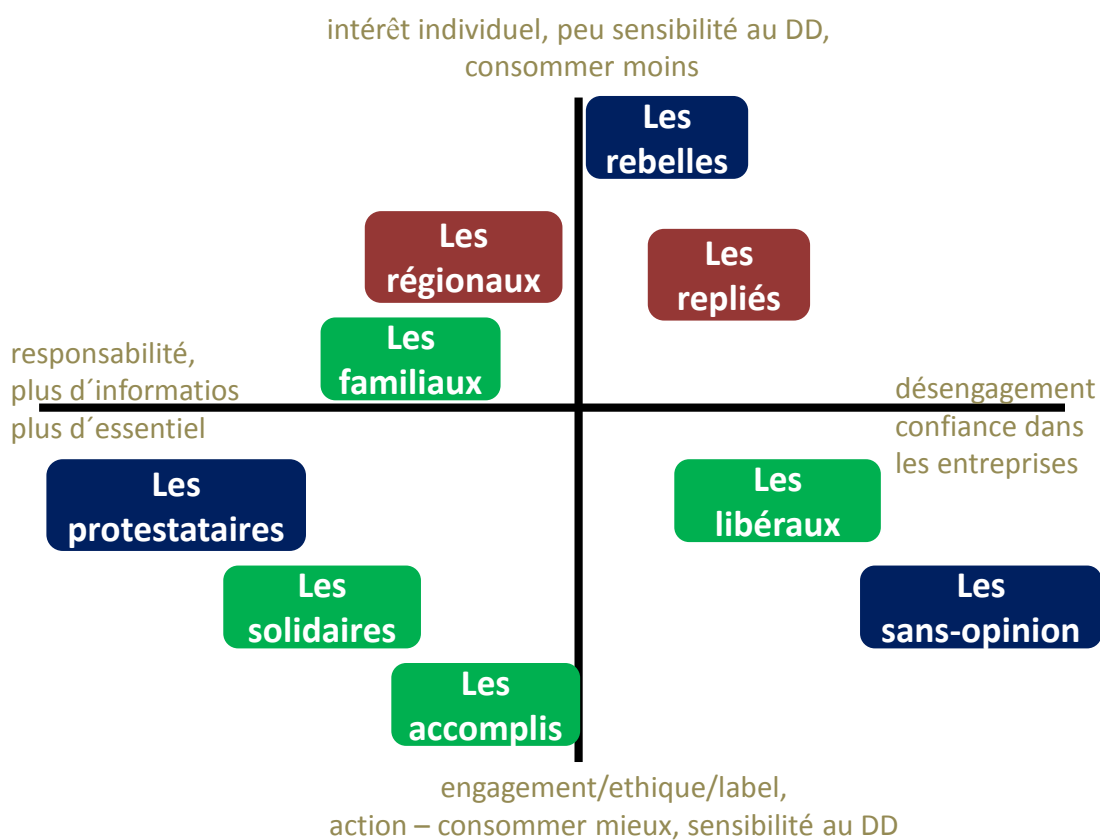 intérêt individuel, peu sensibilité au DD,
consommer moins
Les
rebelles
Les
régionaux
Les
repliés
Les
familiaux
responsabilité,
plus d´informatios
plus d’essentiel
désengagement
confiance dans
les entreprises
Les
protestataires
Les
libéraux
Les
solidaires
Les
sans-opinion
Les
accomplis
engagement/ethique/label,
action – consommer mieux, sensibilité au DD